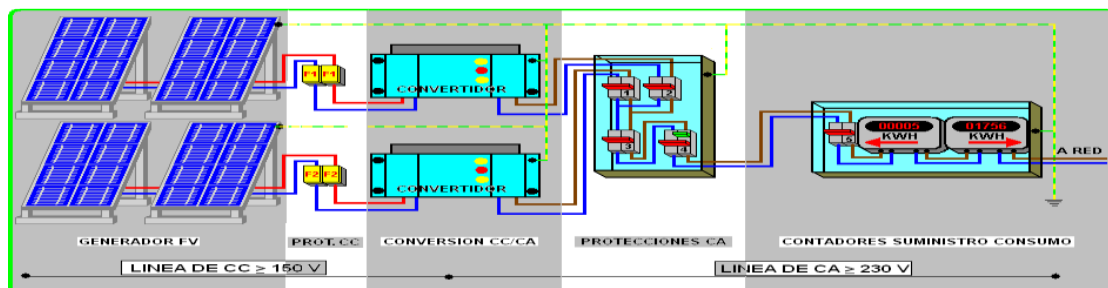 F1 F1
CONVERTIDOR
1 2
3 4
5
00005
KWH
01756
KWH
A RED
F2 F2
CONVERTIDOR
GENERADOR FV
PROT. CC
CONVERSION CC/CA
PROTECCIONES CA
CONTADORES SUMINISTRO CONSUMO
LINEA DE CC ≥ 150 V
LINEA DE CA ≥ 230 V